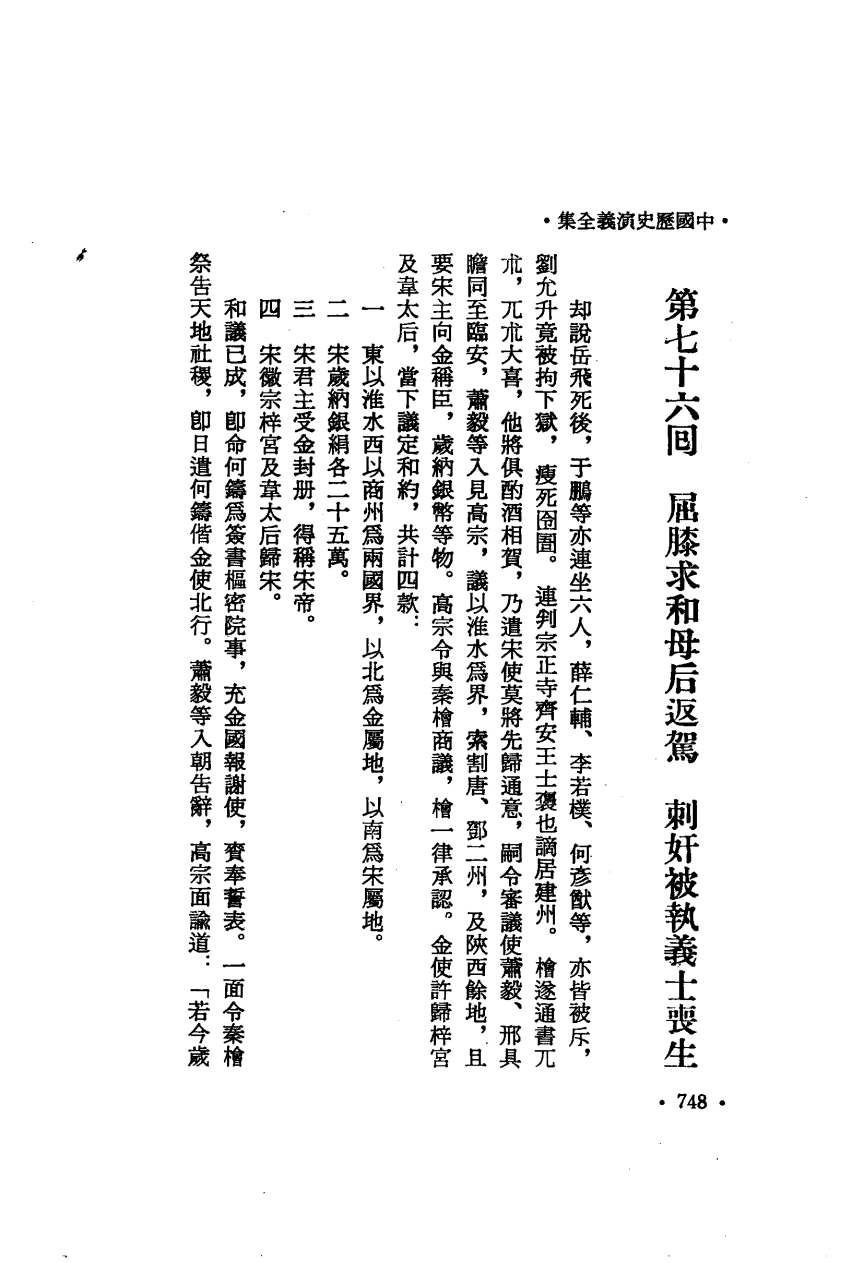 •中國歷史演義全集•
第七十六回　屈膝求和母后返駕　刺奸被執義士喪生
却說岳飛死後，于鵬等亦連坐六人，薛仁輔、李若樸、何彥猷等，亦皆被斥，
劉允升竟被拘下獄，瘐死囹圄。連判宗正寺齊安王士㒟也謫居建州。檜遂通書兀
朮，兀朮大喜，他將俱酌酒相賀，乃遣宋使莫將先歸通意，嗣令審議使蕭毅、邢具
瞻同至臨安，蕭毅等入見高宗，議以淮水爲界，索割唐、鄧二州，及陝西餘地，且
要宋主向金稱臣，歲納銀幣等物。高宗令與秦檜商議，檜一律承認。金使許歸梓宮
及韋太后，當下議定和約，共計四款：
一　東以淮水西以商州爲兩國界，以北爲金屬地，以南爲宋屬地。
二　宋歲納銀絹各二十五萬。
三　宋君主受金封册，得稱宋帝。
四　宋徽宗梓宮及韋太后歸宋。
和議已成，卽命何鑄爲簽書樞密院事，充金國報謝使，賫奉誓表。一面令秦檜
祭告天地社稷，卽日遣何鑄偕金使北行。蕭毅等入朝告辭，高宗面諭道：「若今歲
• 748 •